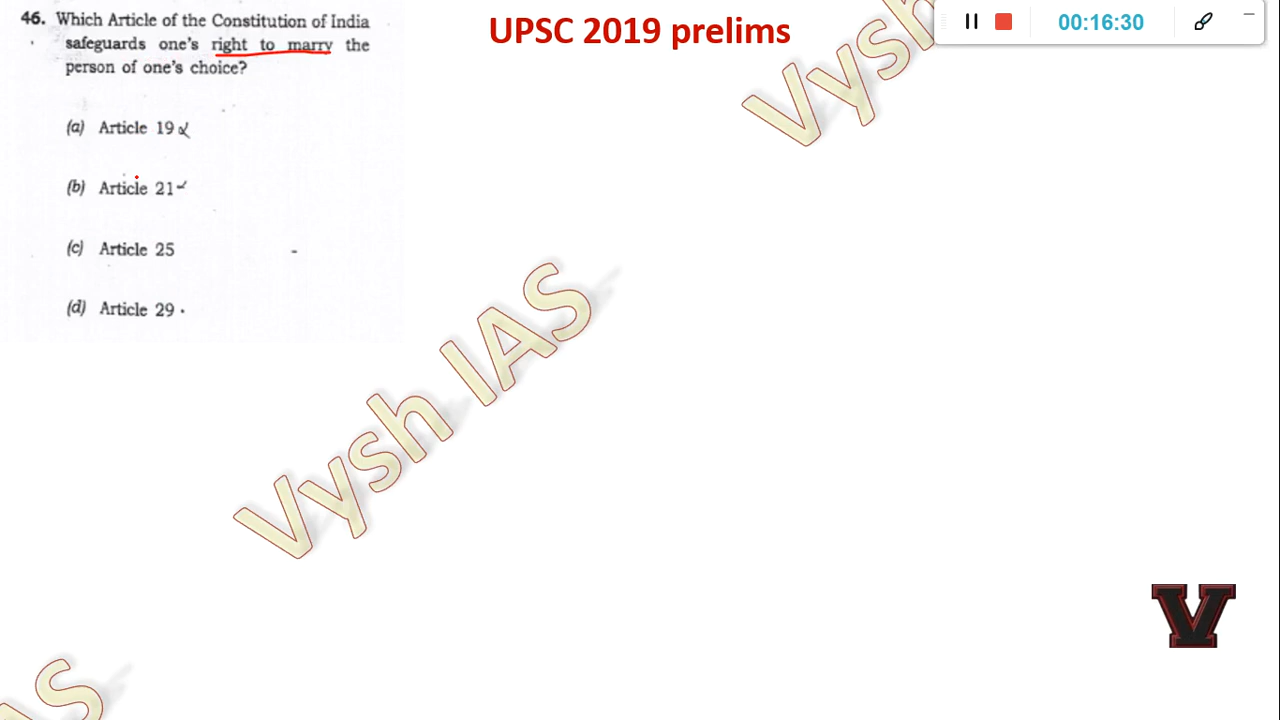 UPSC 2019 prelims
00:16:30
46. Which Article of the Constitution of India
safeguards one's right to marry the
person of one's choice?
(a) Article 19
(b) Article 21
(c) Article 25
(d) Article 29
Vysh
Vysh IAS
AS
V